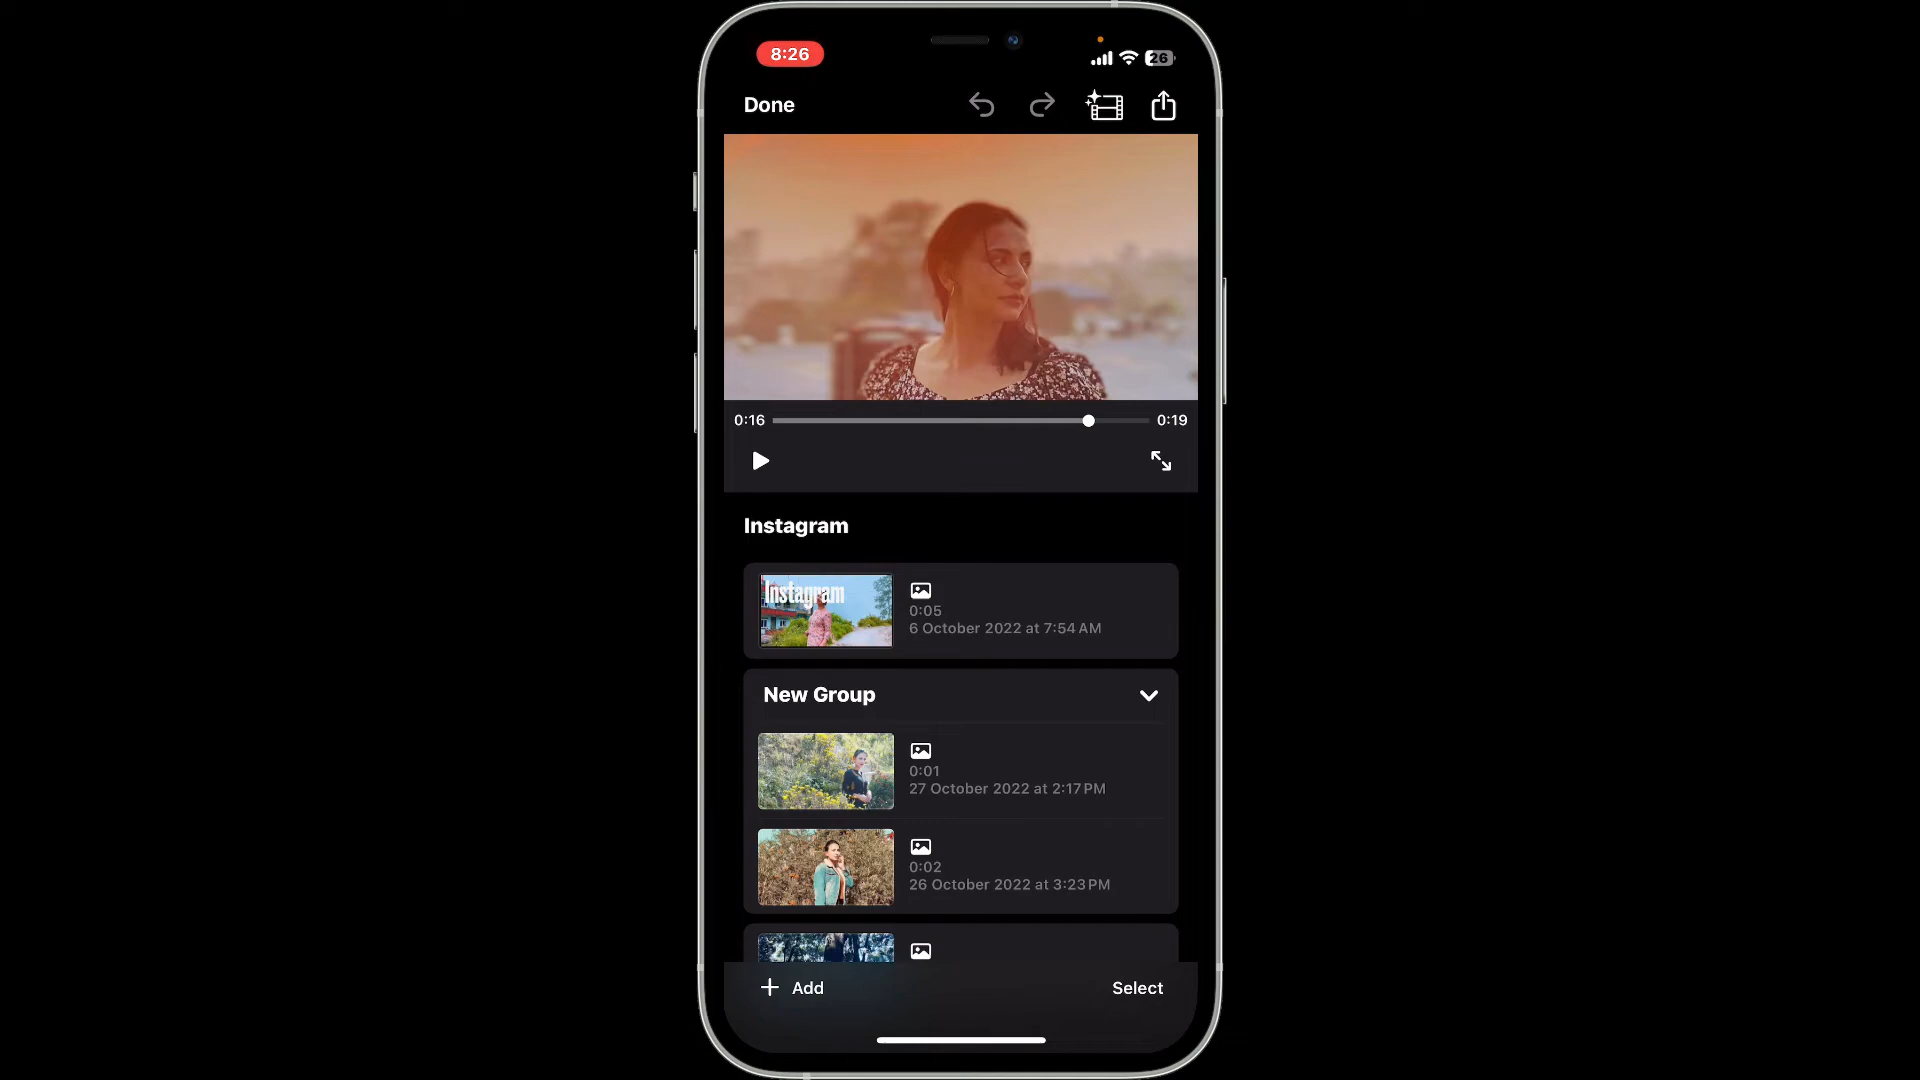 8:26
26
Done
0:16
0:19
Instagram
Instagram
0:05
6 October 2022 at 7:54 AM
New Group
0:01
27 October 2022 at 2:17 PM
0:02
26 October 2022 at 3:23 PM
Add
Select